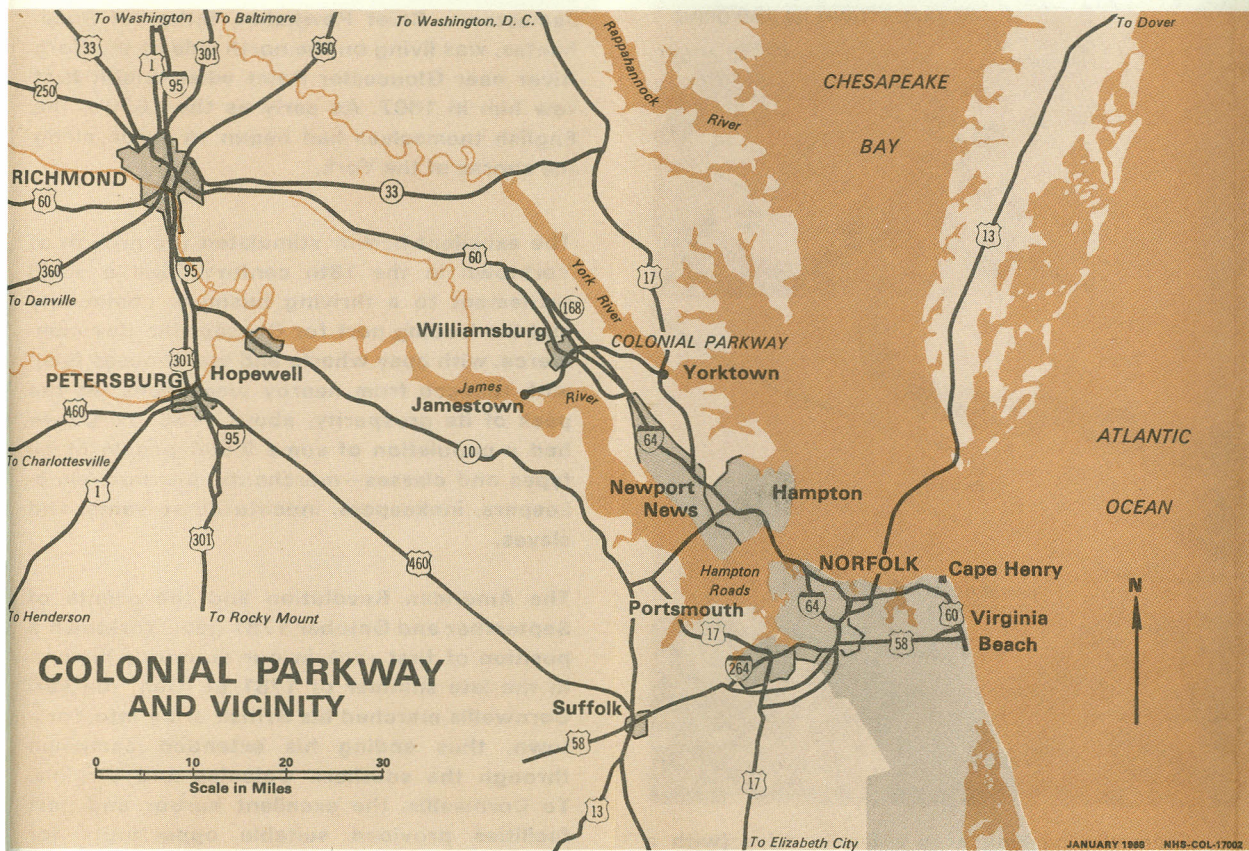 To Washington
To Baltimore
To Washington, D. C.
To Dover
33
1
301
95
360
250
Rappahannock
River
CHESAPEAKE
BAY
RICHMOND
60
33
360
95
60
17
13
To Danville
York River
168
Williamsburg
COLONIAL PARKWAY
301
PETERSBURG
Hopewell
Yorktown
James
River
Jamestown
460
95
64
10
ATLANTIC
OCEAN
To Charlottesville
1
Newport
News
Hampton
301
460
Hampton
Roads
NORFOLK
Cape Henry
64
Portsmouth
60
Virginia
Beach
17
58
264
To Henderson
To Rocky Mount
N
COLONIAL PARKWAY
AND VICINITY
Suffolk
58
0 10 20 30
Scale in Miles
17
13
To Elizabeth City
JANUARY 1968 NHS-COL-17002